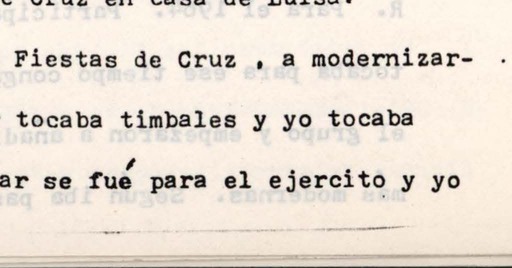 Cruz en casa de Luisa.
Fiestas de Cruz , a modernizar-
tocaba timbales y yo tocaba
ar se fué para el ejercito y yo